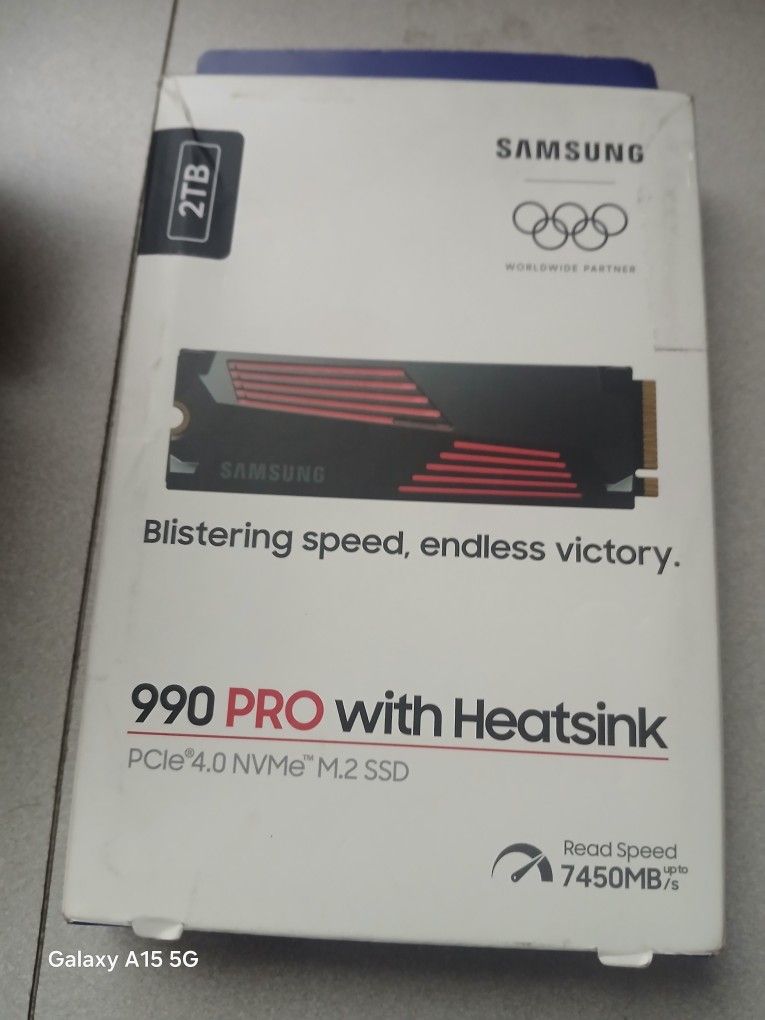 2TB
SAMSUNG
WORLDWIDE PARTNER
SAMSUNG
Blistering speed, endless victory.
990 PRO with Heatsink
PCIe®4.0 NVMe™ M.2 SSD
Read Speed
7450MB/s up to
Galaxy A15 5G